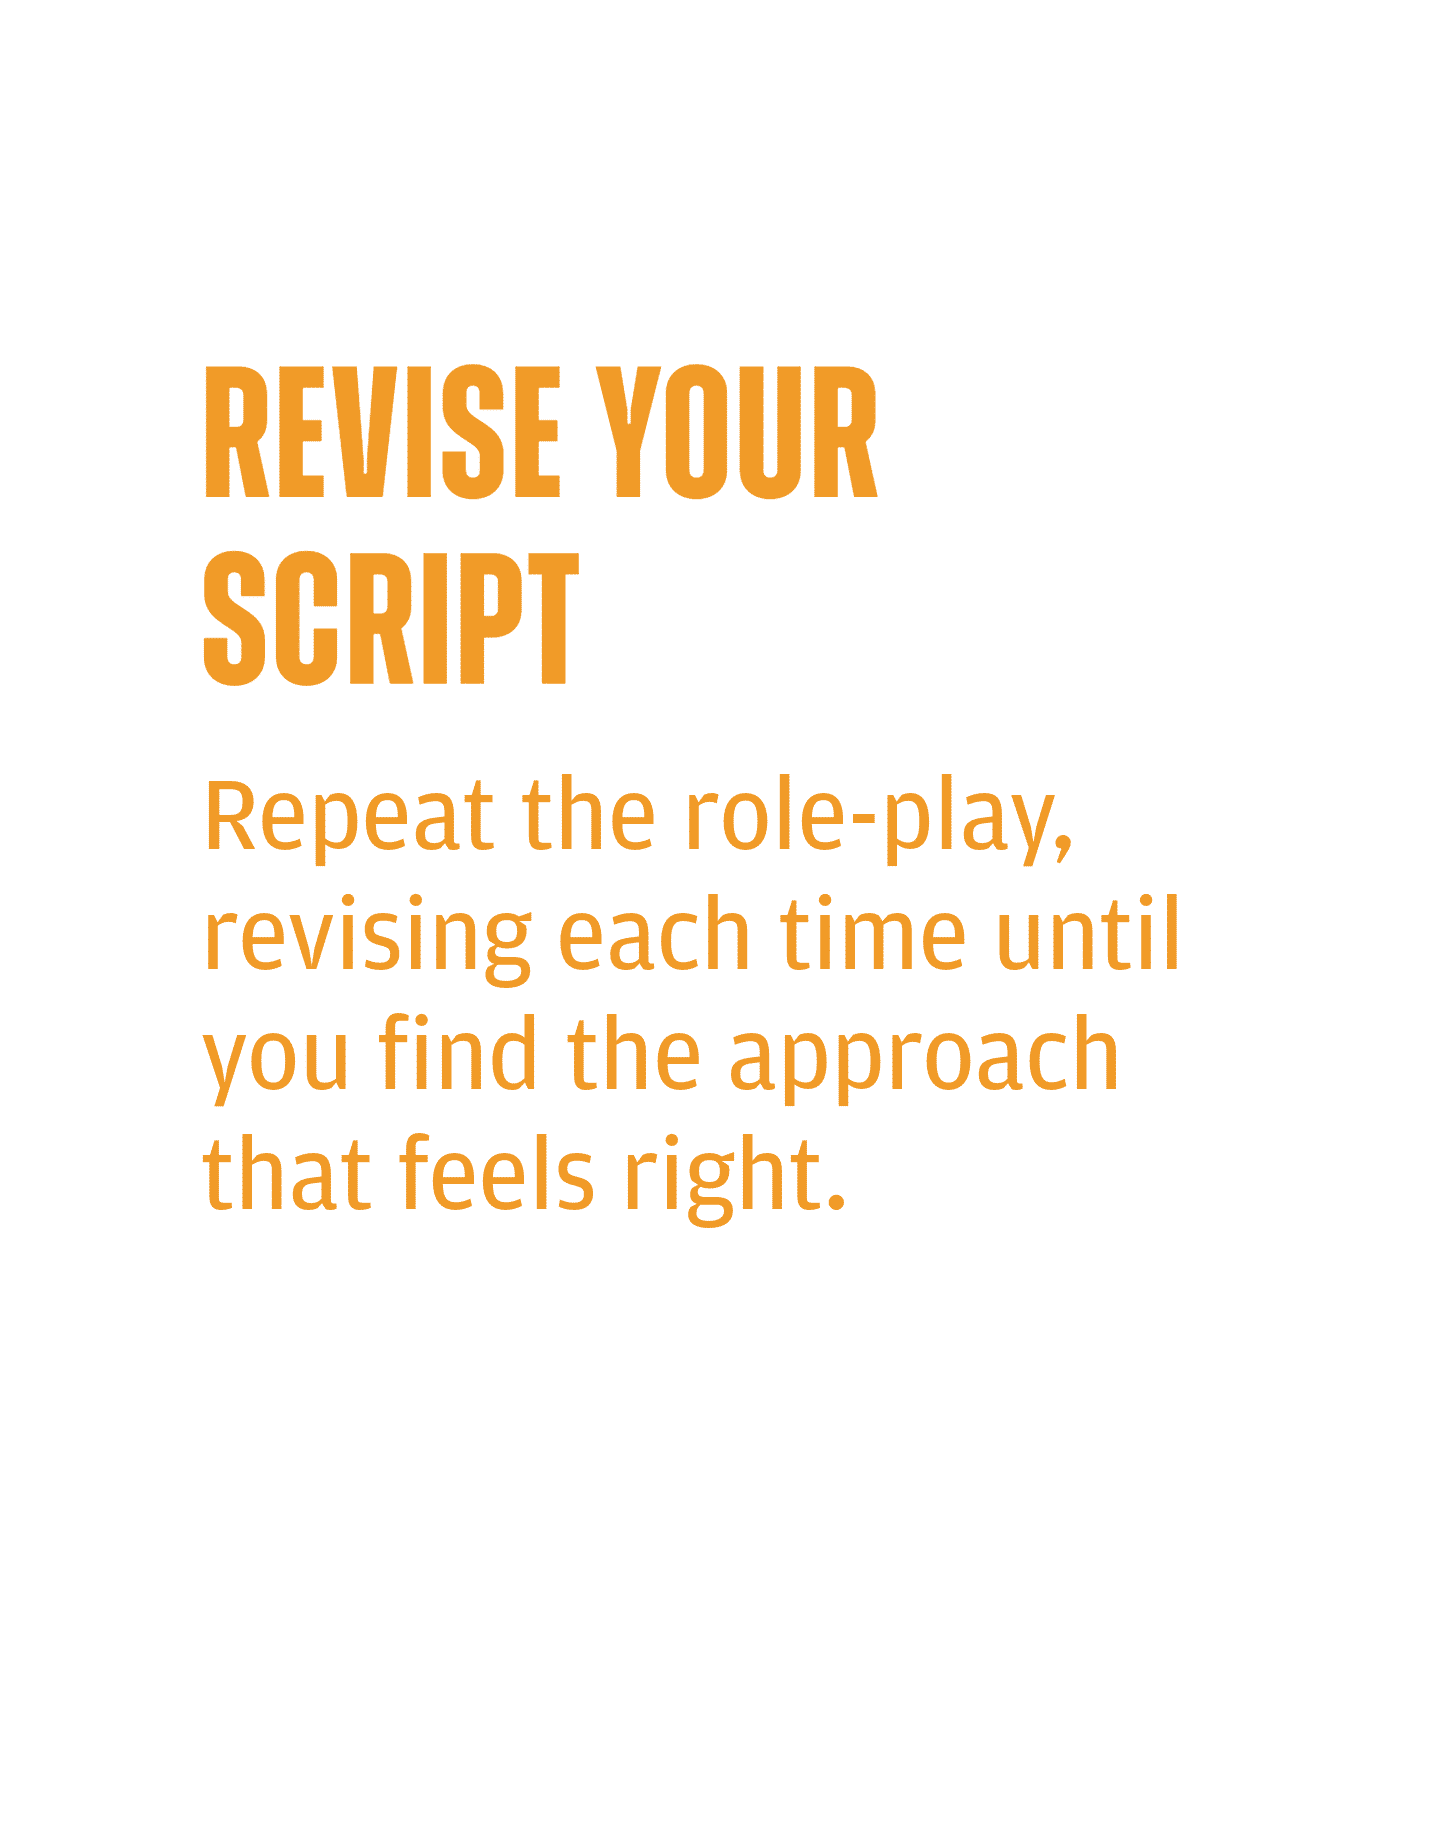 REVISE YOUR
SCRIPT
Repeat the role-play,
revising each time until
you find the approach
that feels right.